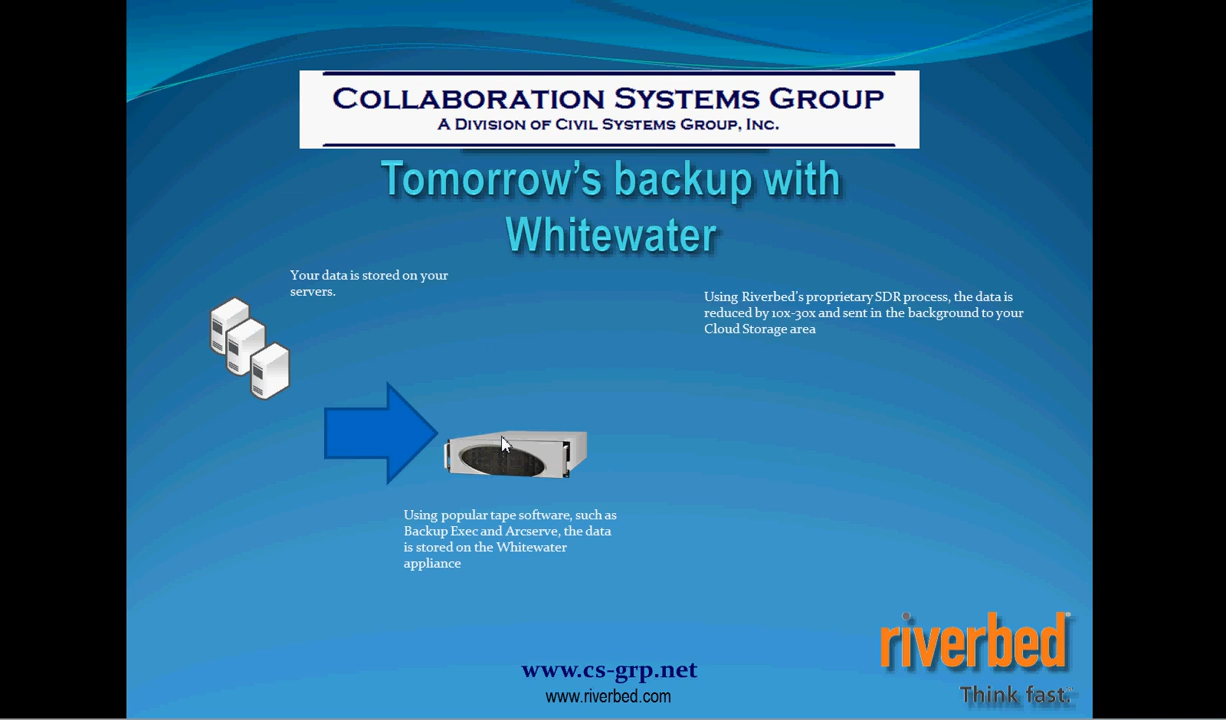 COLLABORATION SYSTEMS GROUP
A DIVISION OF CIVIL SYSTEMS GROUP, INC.
Tomorrow's backup with
Whitewater
Your data is stored on your
servers.
Using Riverbed's proprietary SDR process, the data is
reduced by 10x-30x and sent in the background to your
Cloud Storage area
Using popular tape software, such as
Backup Exec and Arcserve, the data
is stored on the Whitewater
appliance
riverbed
Think fast.
www.cs-grp.net
www.riverbed.com